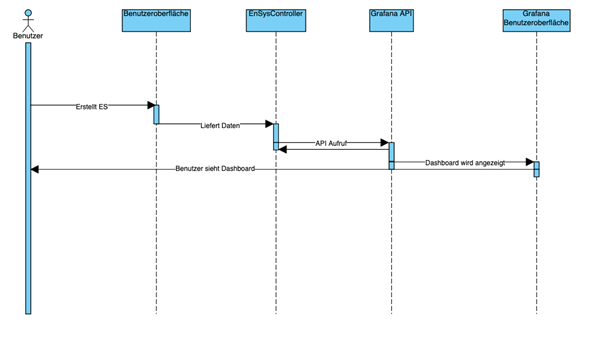 Benutzer
Benutzeroberfläche
EnSysController
Grafana API
Grafana
Benutzeroberfläche
Erstellt ES
Liefert Daten
API Aufruf
Dashboard wird angezeigt
Benutzer sieht Dashboard